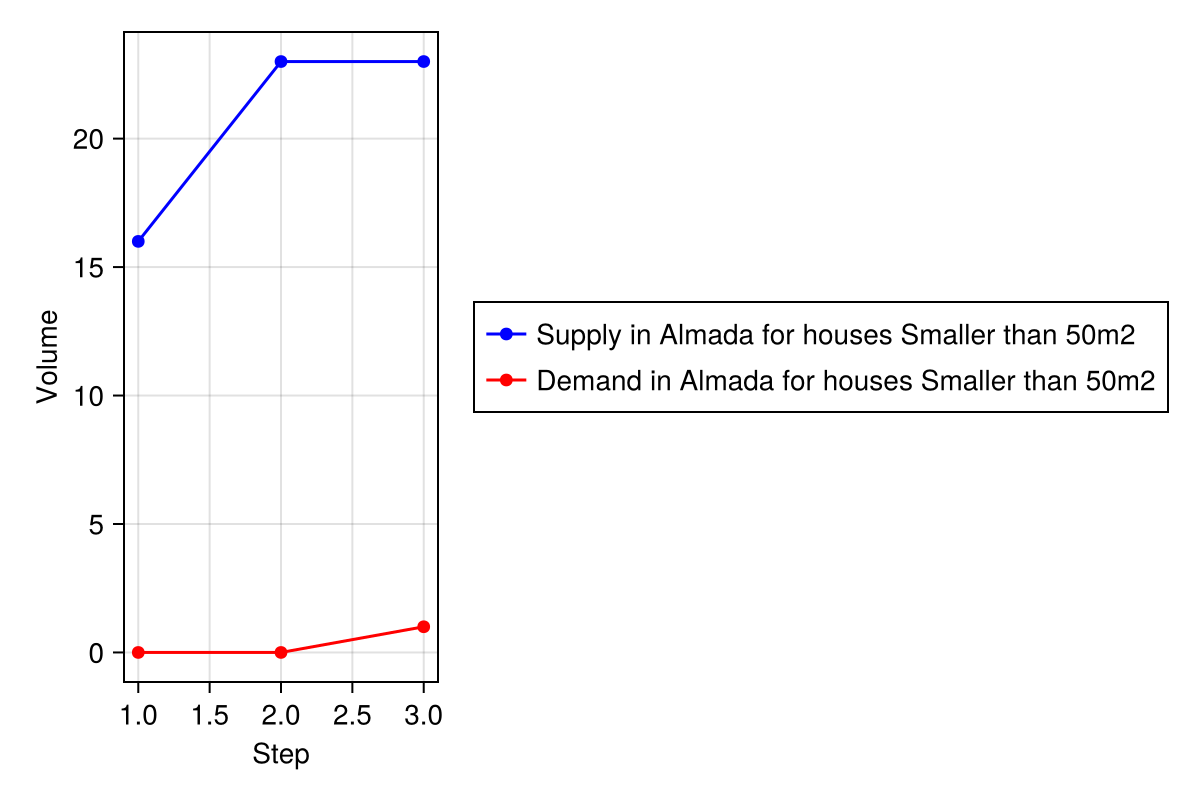 20
15
10
5
0
Volume
1.0 1.5 2.0 2.5 3.0
Step
Supply in Almada for houses Smaller than 50m2
Demand in Almada for houses Smaller than 50m2